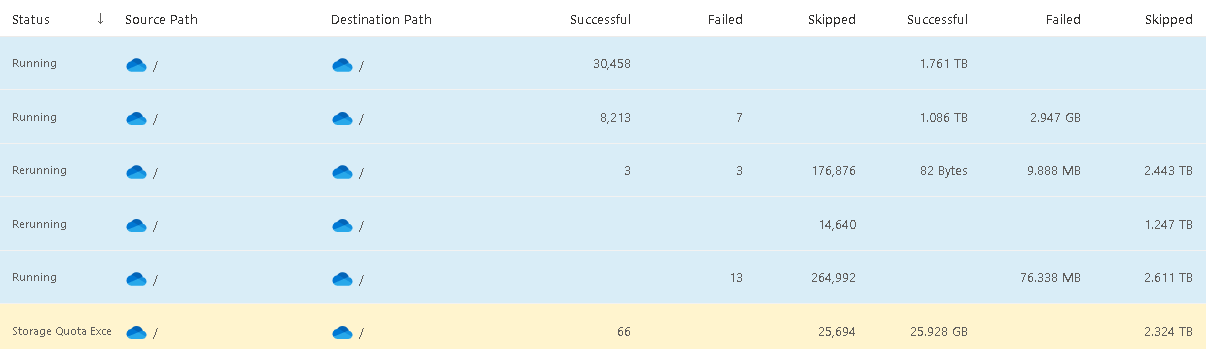 Status ↓ Source Path Destination Path Successful Failed Skipped Successful Failed Skipped
Running / / 30,458 1.761 TB
Running / / 8,213 7 1.086 TB 2.947 GB
Rerunning / / 3 3 176,876 82 Bytes 9.888 MB 2.443 TB
Rerunning / / 14,640 1.247 TB
Running / / 13 264,992 76.338 MB 2.611 TB
Storage Quota Exce / / 66 25,694 25.928 GB 2.324 TB